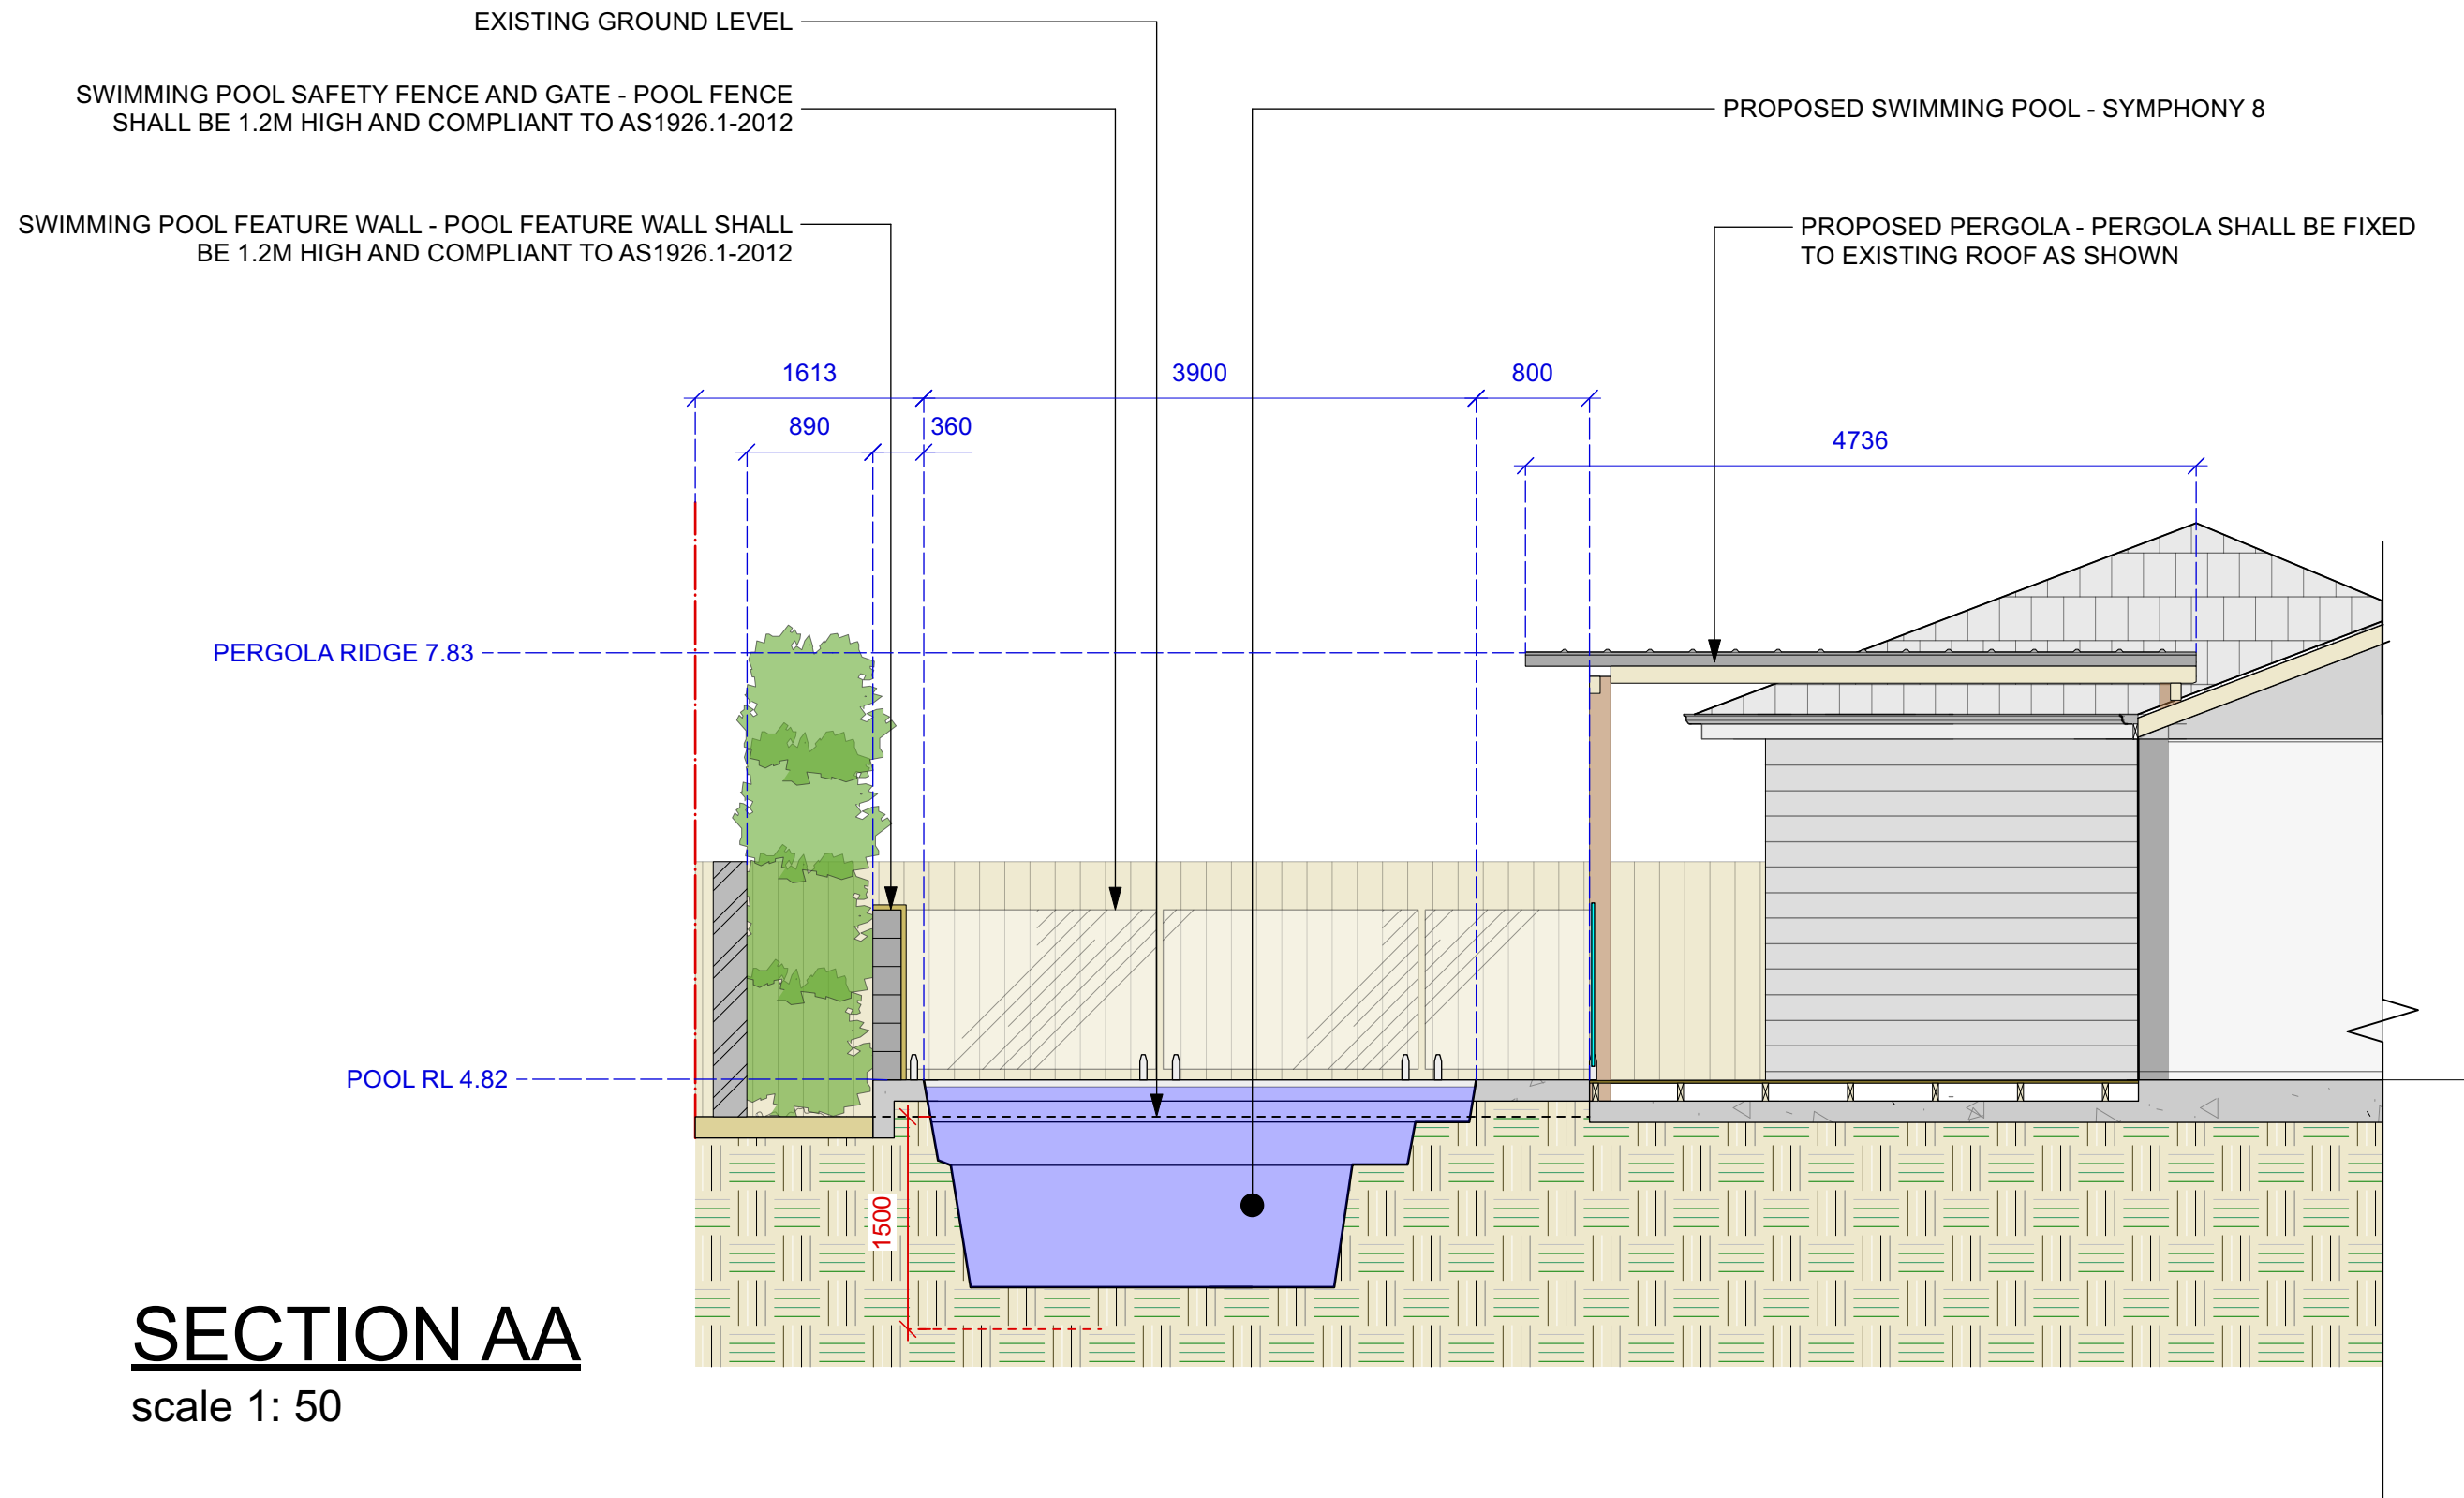 EXISTING GROUND LEVEL
SWIMMING POOL SAFETY FENCE AND GATE - POOL FENCE
SHALL BE 1.2M HIGH AND COMPLIANT TO AS1926.1-2012
PROPOSED SWIMMING POOL - SYMPHONY 8
SWIMMING POOL FEATURE WALL - POOL FEATURE WALL SHALL
BE 1.2M HIGH AND COMPLIANT TO AS1926.1-2012
PROPOSED PERGOLA - PERGOLA SHALL BE FIXED
TO EXISTING ROOF AS SHOWN
1613
3900
800
890
360
4736
PERGOLA RIDGE 7.83
POOL RL 4.82
1500
SECTION AA
scale 1: 50